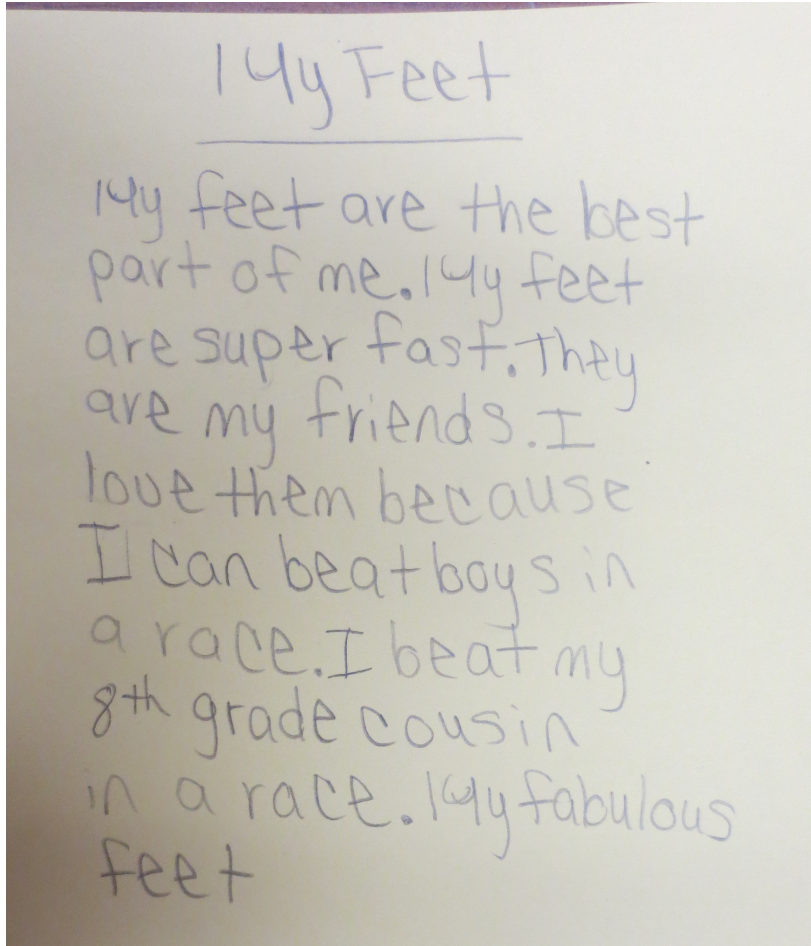 My Feet
My feet are the best
part of me. My feet
are super fast. They
are my friends. I
love them because
I can beat boys in
a race. I beat my
8th grade cousin
in a race. My fabulous
feet